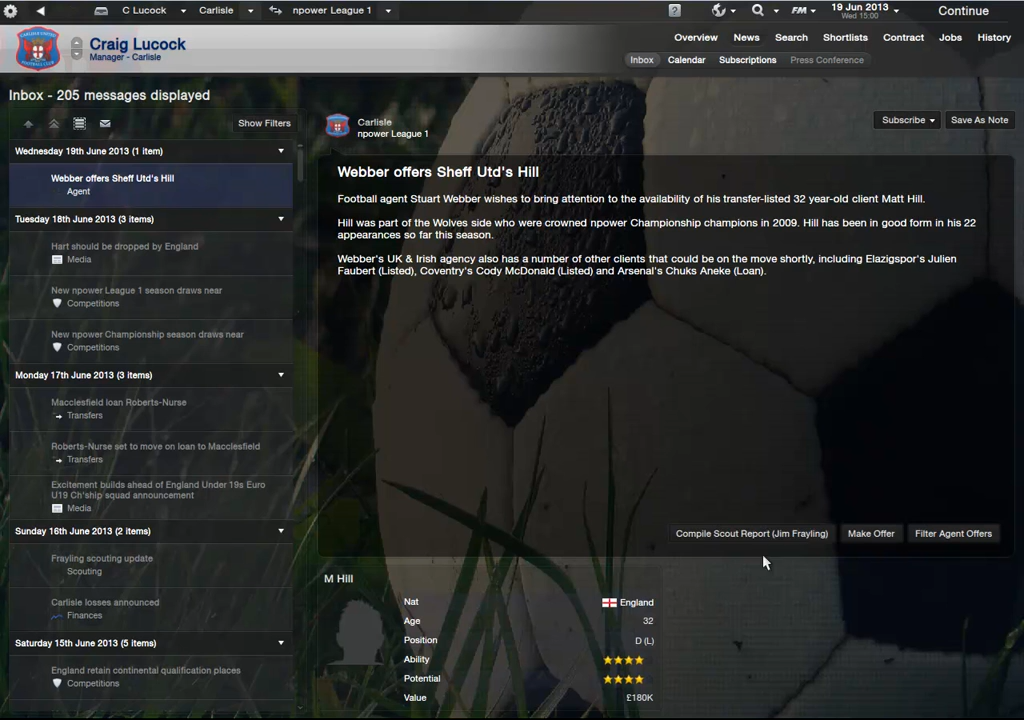 C Lucock
Carlisle
npower League 1
?
FM
19 Jun 2013
Wed 15:00
Continue
Craig Lucock
Manager - Carlisle
Overview
News
Search
Shortlists
Contract
Jobs
History
Inbox
Calendar
Subscriptions
Press Conference
Inbox - 205 messages displayed
Show Filters
Wednesday 19th June 2013 (1 item)
Webber offers Sheff Utd's Hill
Agent
Tuesday 18th June 2013 (3 items)
Hart should be dropped by England
Media
New npower League 1 season draws near
Competitions
New npower Championship season draws near
Competitions
Monday 17th June 2013 (3 items)
Macclesfield loan Roberts-Nurse
Transfers
Roberts-Nurse set to move on loan to Macclesfield
Transfers
Excitement builds ahead of England Under 19s Euro
U19 Ch'ship squad announcement
Media
Sunday 16th June 2013 (2 items)
Frayling scouting update
Scouting
Carlisle losses announced
Finances
Saturday 15th June 2013 (5 items)
England retain continental qualification places
Competitions
Carlisle
npower League 1
Subscribe
Save As Note
Webber offers Sheff Utd's Hill
Football agent Stuart Webber wishes to bring attention to the availability of his transfer-listed 32 year-old client Matt Hill.
Hill was part of the Wolves side who were crowned npower Championship champions in 2009. Hill has been in good form in his 22
appearances so far this season.
Webber's UK & Irish agency also has a number of other clients that could be on the move shortly, including Elazigspor's Julien
Faubert (Listed), Coventry's Cody McDonald (Listed) and Arsenal's Chuks Aneke (Loan).
Compile Scout Report (Jim Frayling)
Make Offer
Filter Agent Offers
M Hill
Nat England
Age 32
Position D (L)
Ability
Potential
Value £180K